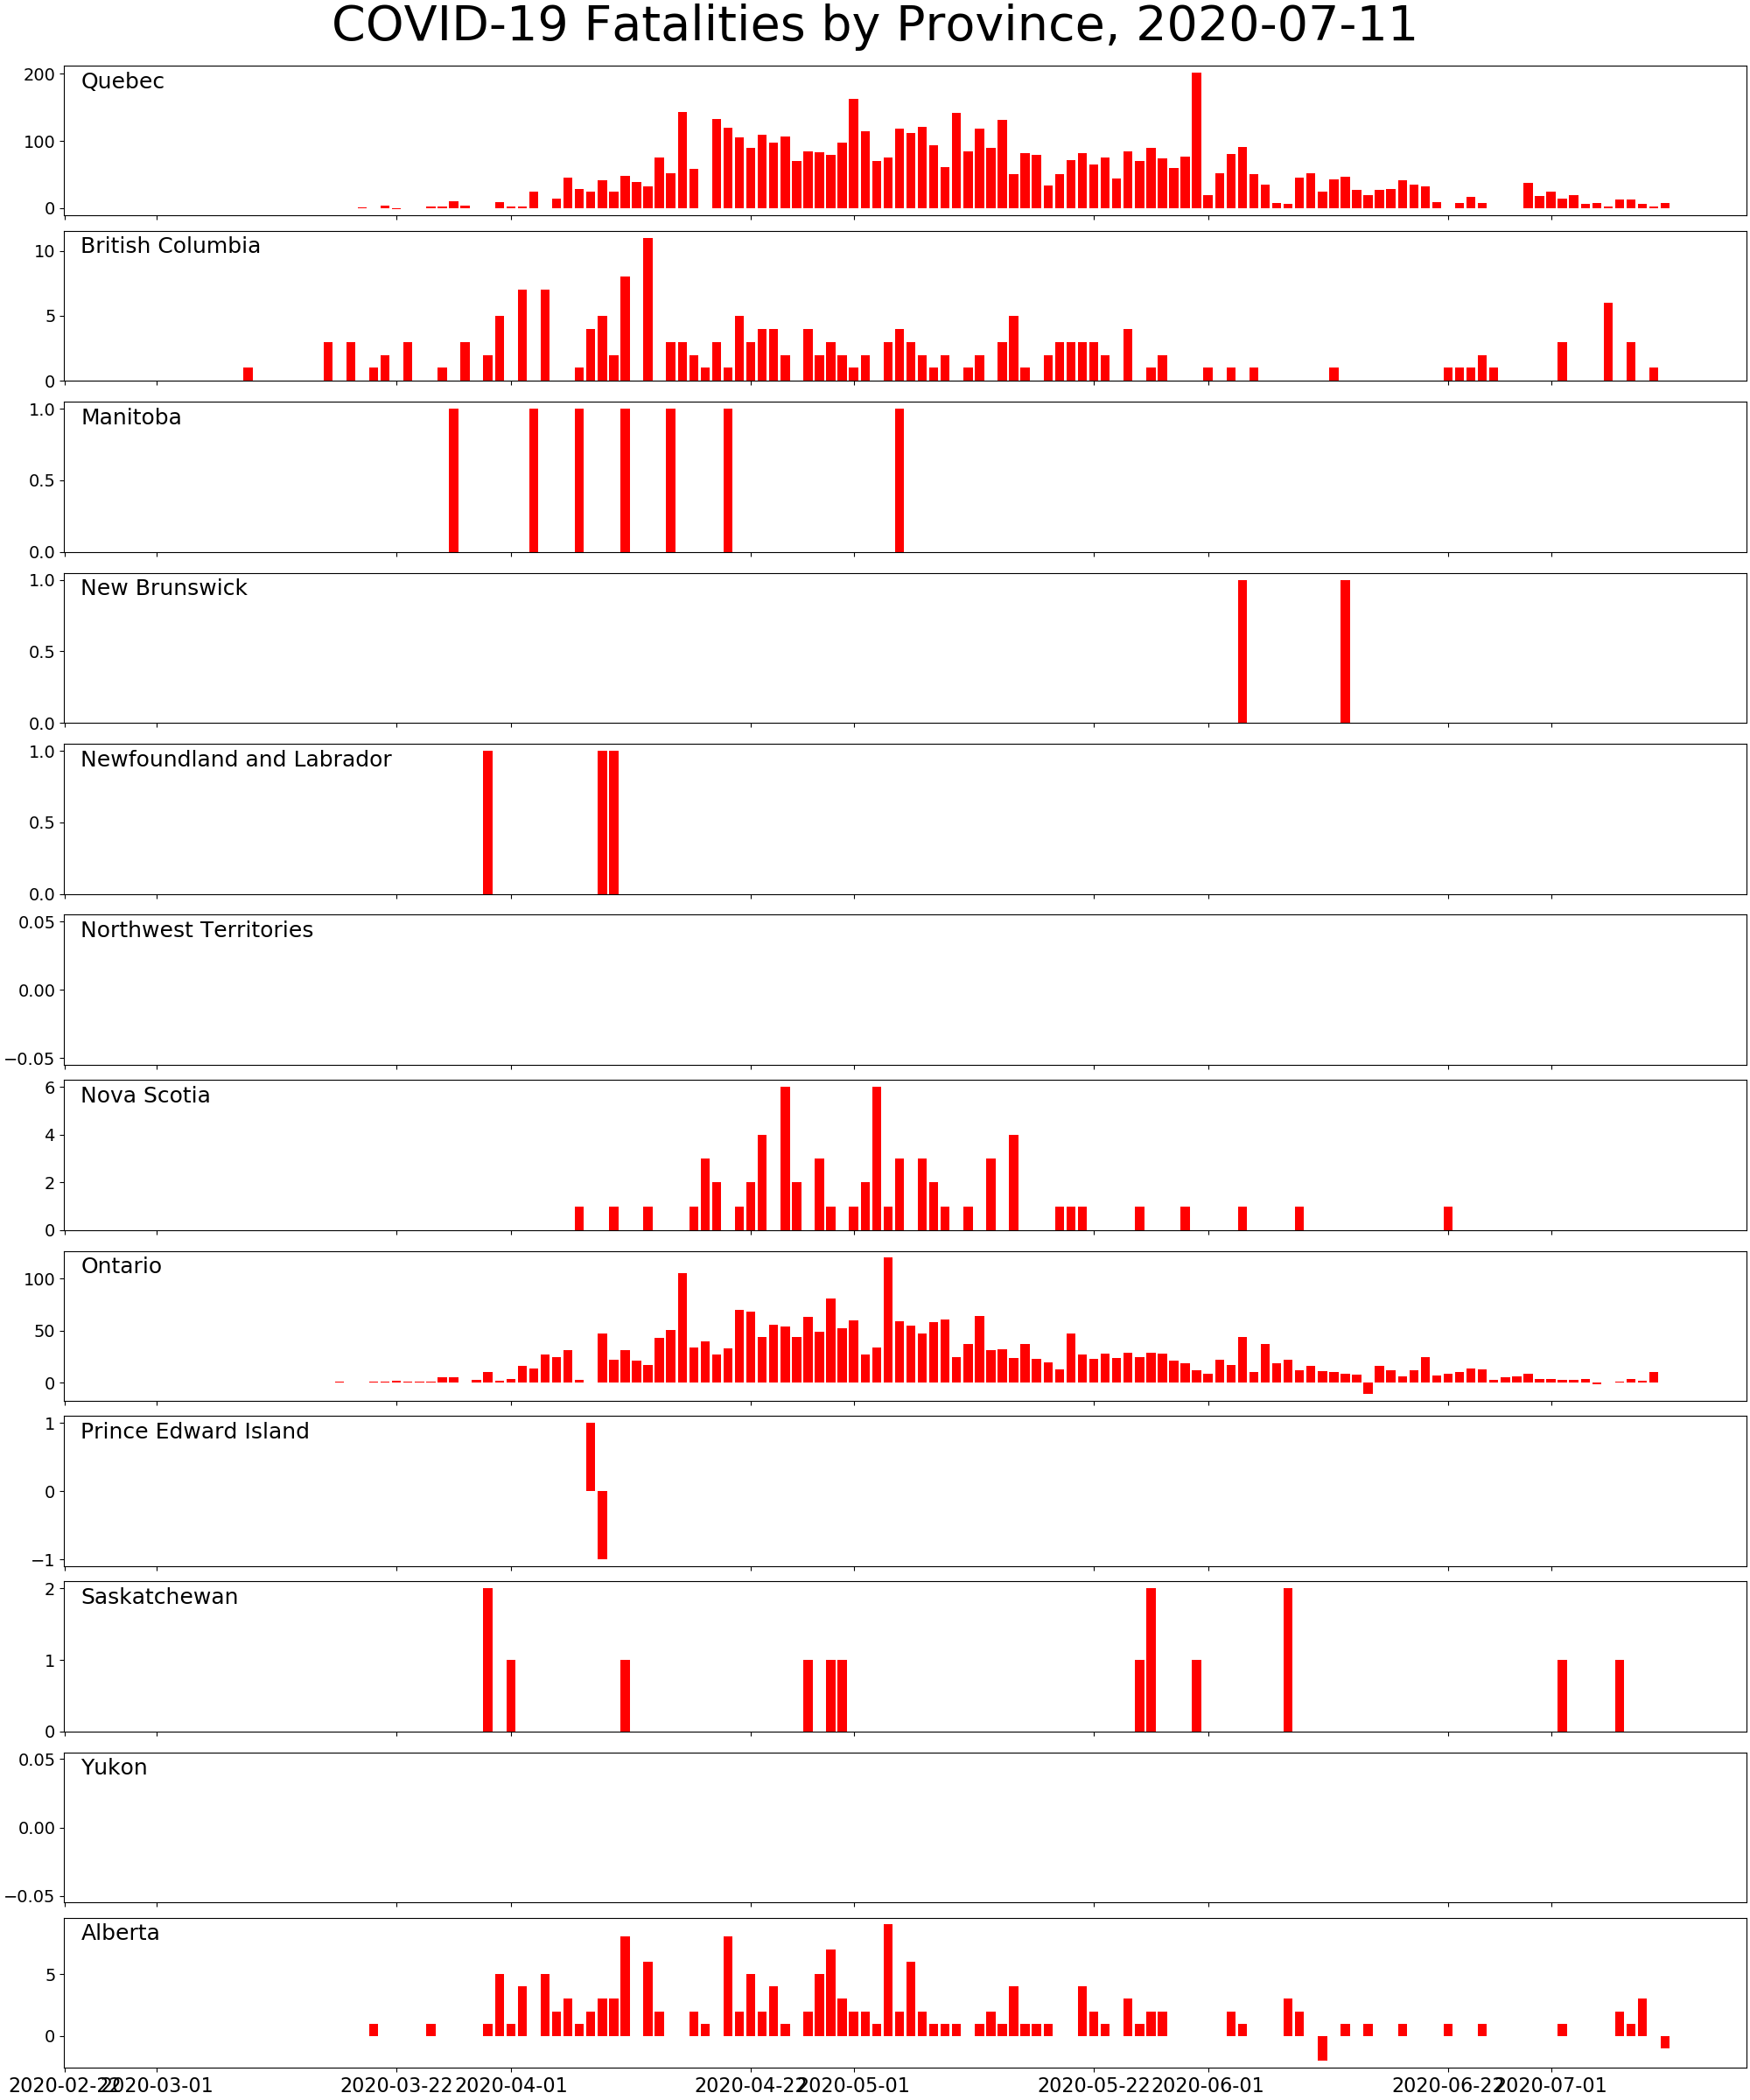 COVID-19 Fatalities by Province, 2020-07-11
200
Quebec
100
0
British Columbia
10
5
0
1.0
Manitoba
0.5
0.0
1.0
New Brunswick
0.5
0.0
1.0
Newfoundland and Labrador
0.5
0.0
0.05
Northwest Territories
0.00
−0.05
6
Nova Scotia
4
2
0
Ontario
100
50
0
1
Prince Edward Island
0
−1
2
Saskatchewan
1
0
0.05
Yukon
0.00
−0.05
Alberta
5
0
2020-02-22 2020-03-01 2020-03-22 2020-04-01 2020-04-22 2020-05-01 2020-05-22 2020-06-01 2020-06-22 2020-07-01